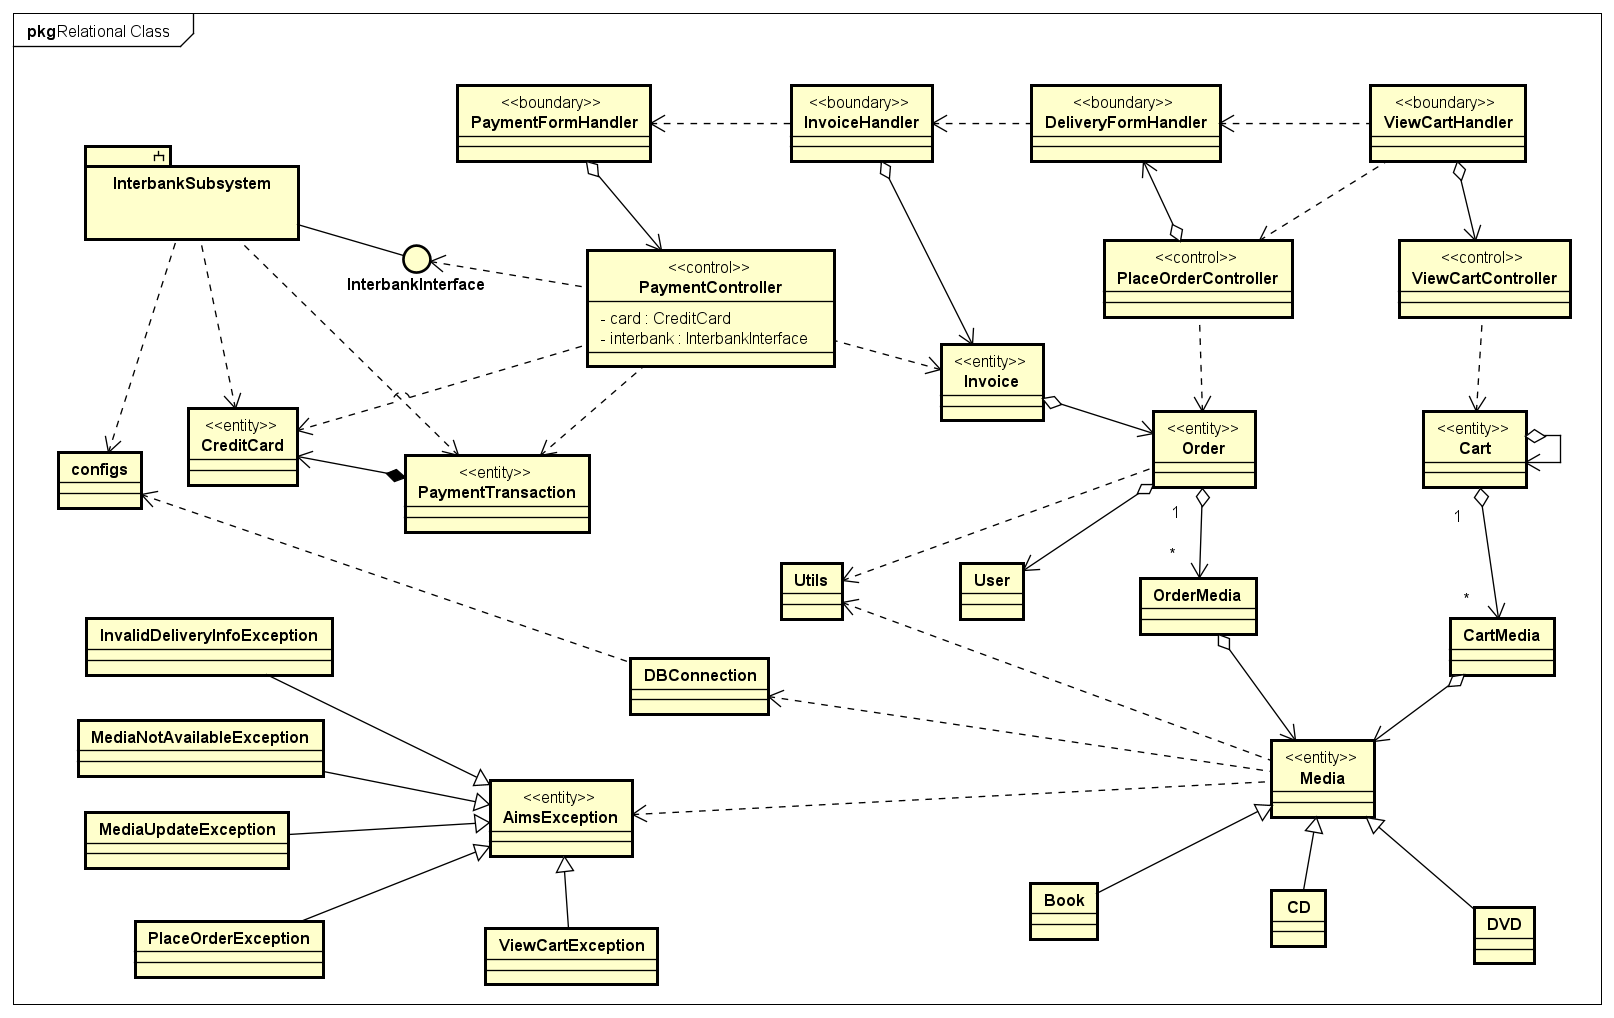 pkg Relational Class
<<boundary>>
PaymentFormHandler
<<boundary>>
InvoiceHandler
<<boundary>>
DeliveryFormHandler
<<boundary>>
ViewCartHandler
InterbankSubsystem
InterbankInterface
<<control>>
PaymentController
- card : CreditCard
- interbank : InterbankInterface
<<control>>
PlaceOrderController
<<control>>
ViewCartController
<<entity>>
Invoice
<<entity>>
CreditCard
<<entity>>
Order
<<entity>>
Cart
configs
<<entity>>
PaymentTransaction
1
*
1
*
Utils
User
OrderMedia
CartMedia
InvalidDeliveryInfoException
DBConnection
MediaNotAvailableException
<<entity>>
Media
<<entity>>
AimsException
MediaUpdateException
PlaceOrderException
ViewCartException
Book
CD
DVD